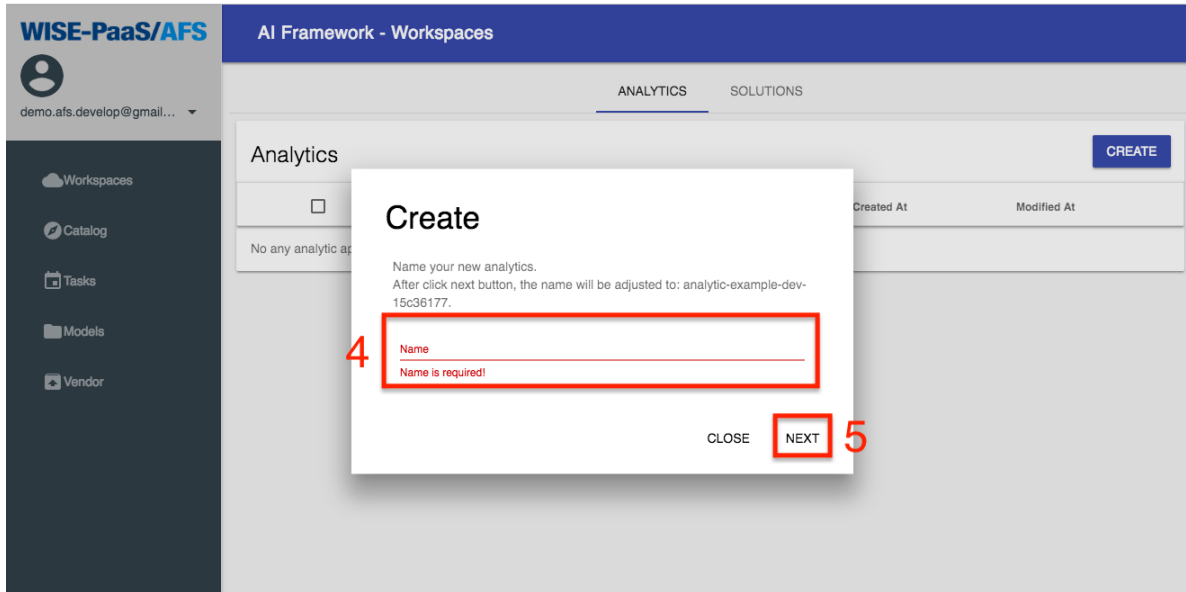 WISE-PaaS/AFS
demo.afs.develop@gmail...
Workspaces
Catalog
Tasks
Models
Vendor
AI Framework - Workspaces
ANALYTICS SOLUTIONS
Analytics
CREATE
Created At Modified At
No any analytic ap
Create
Name your new analytics.
After click next button, the name will be adjusted to: analytic-example-dev-
15c36177.
4
Name
Name is required!
CLOSE NEXT 5